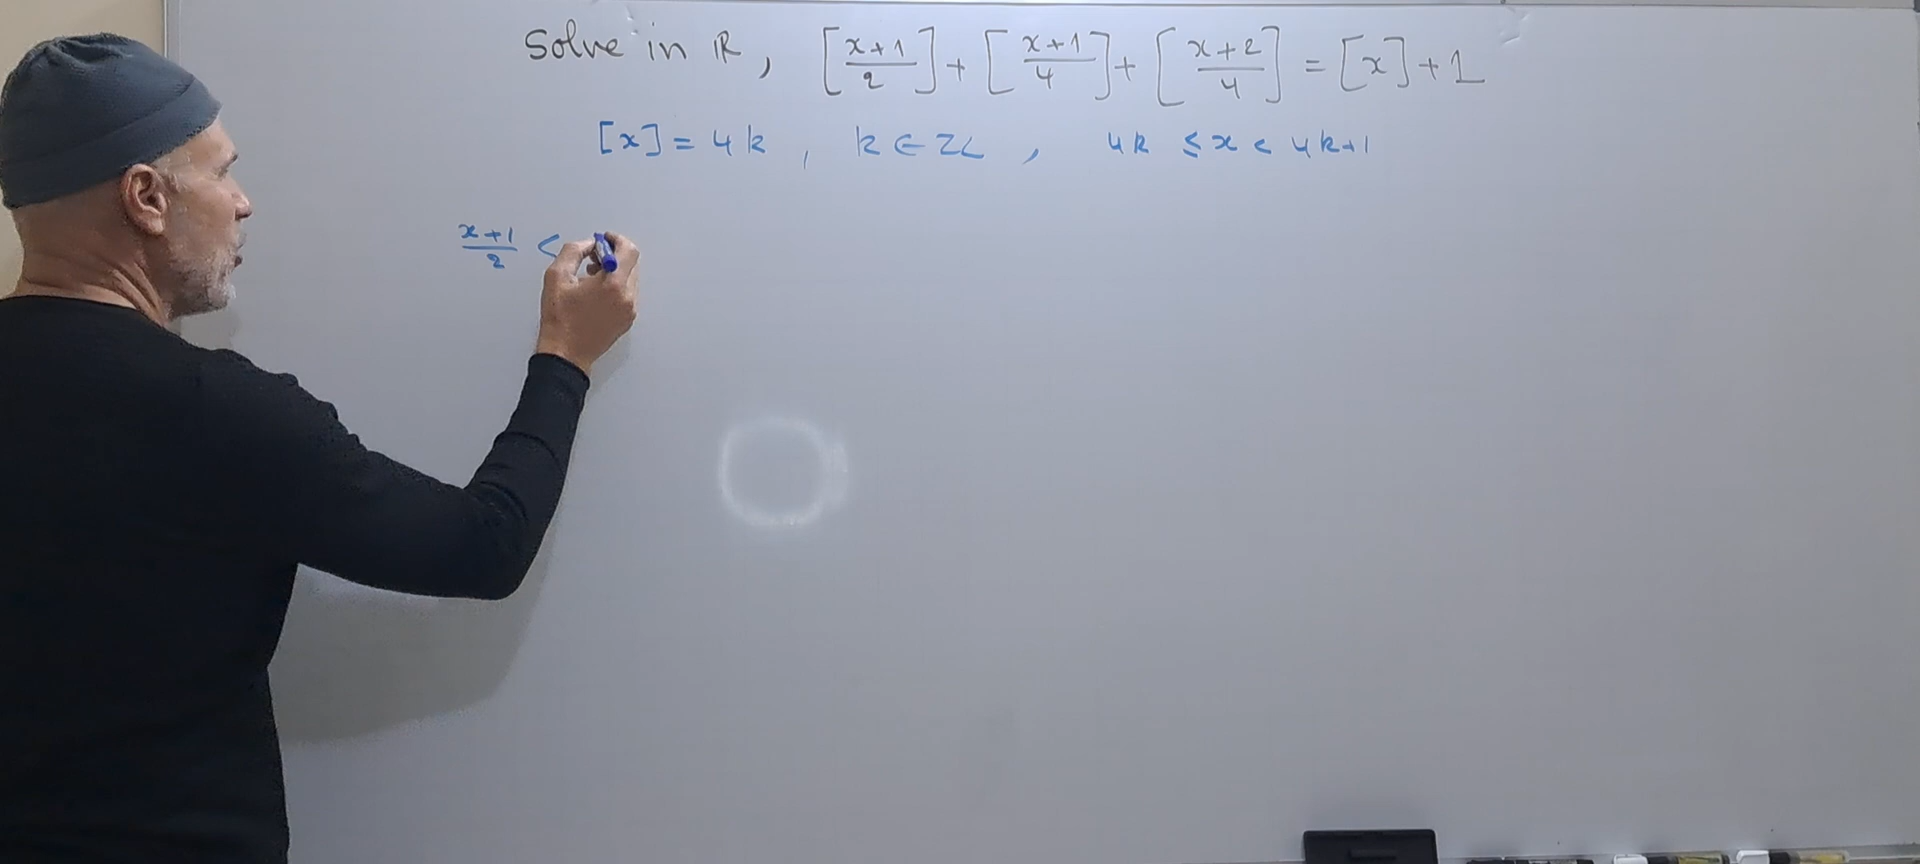 Solve in ℝ, [x+1/2] + [x+1/4] + [x+2/4] = [x] + 1
[x] = 4k, k ∈ ℤ, 4k ≤ x < 4k+1
x+1/2 <